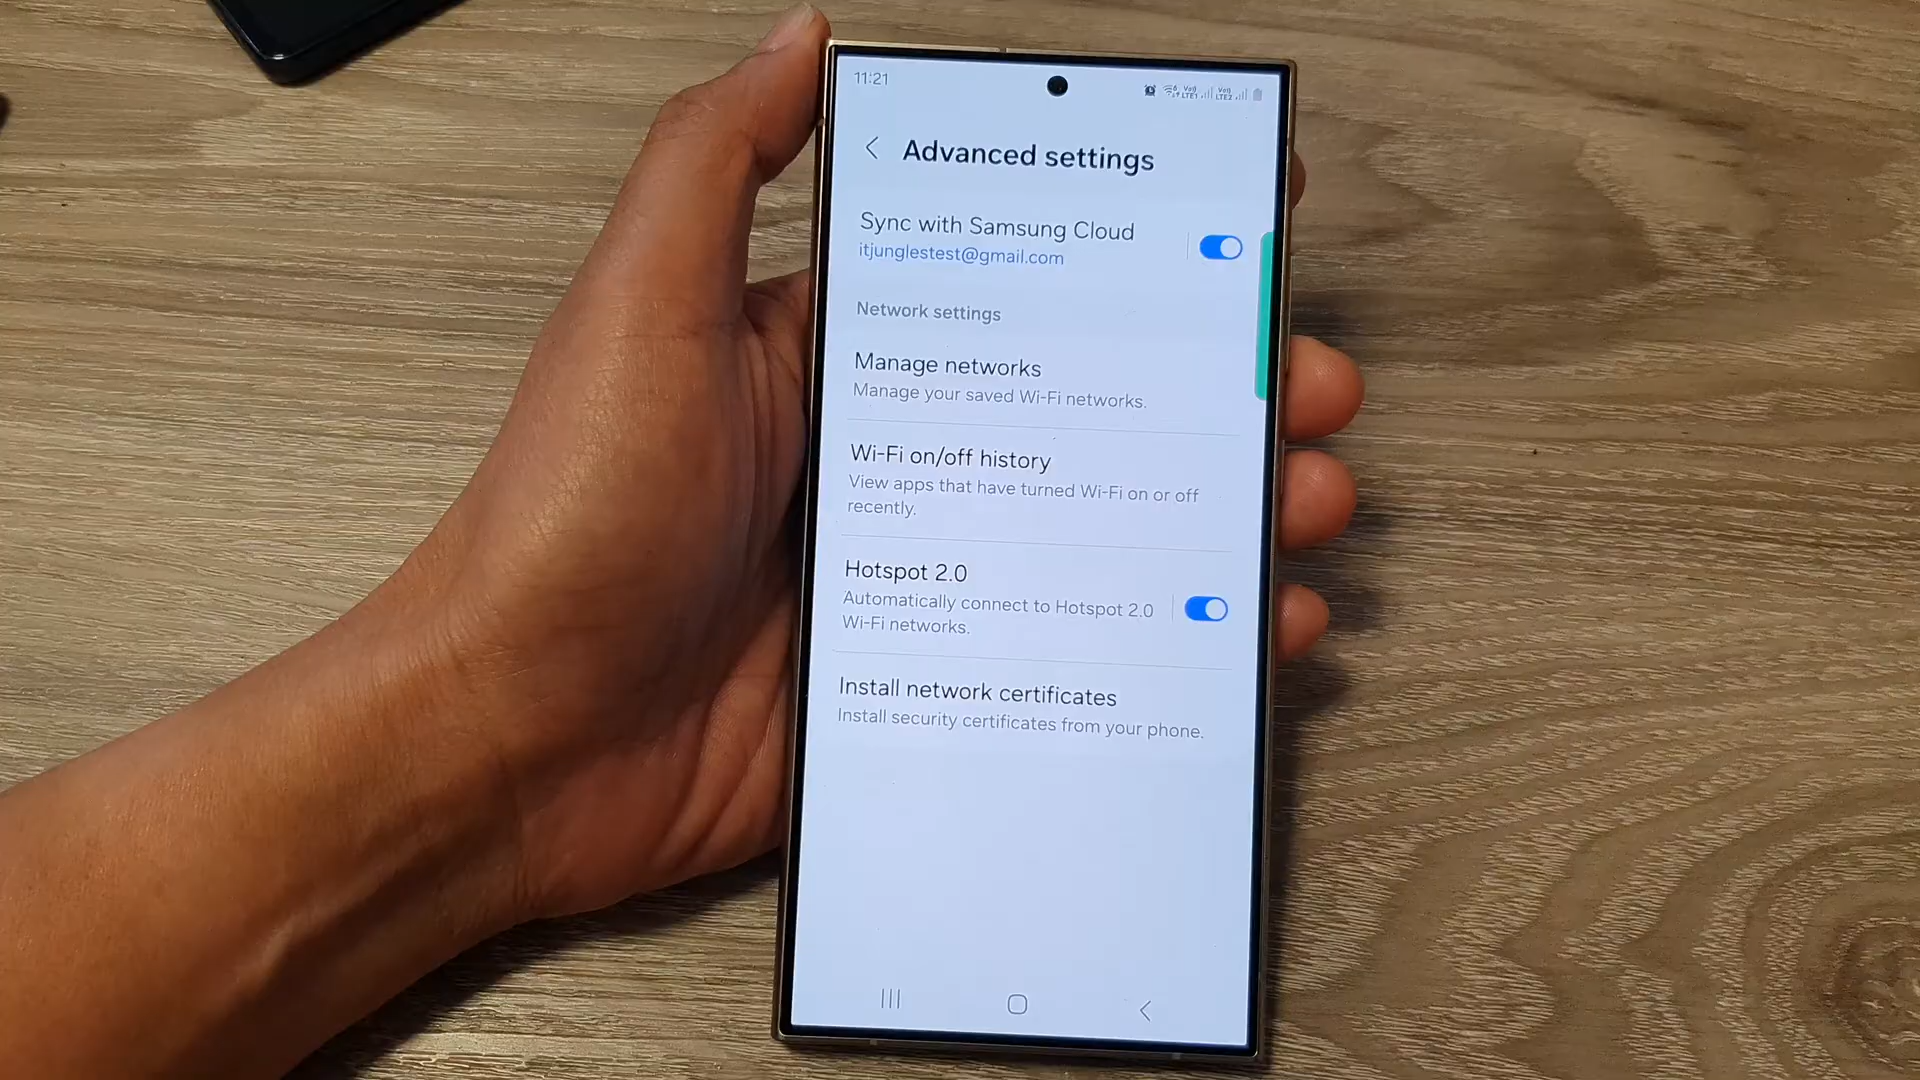 11:21
Advanced settings
Sync with Samsung Cloud
itjunglestest@gmail.com
Network settings
Manage networks
Manage your saved Wi-Fi networks.
Wi-Fi on/off history
View apps that have turned Wi-Fi on or off
recently.
Hotspot 2.0
Automatically connect to Hotspot 2.0
Wi-Fi networks.
Install network certificates
Install security certificates from your phone.